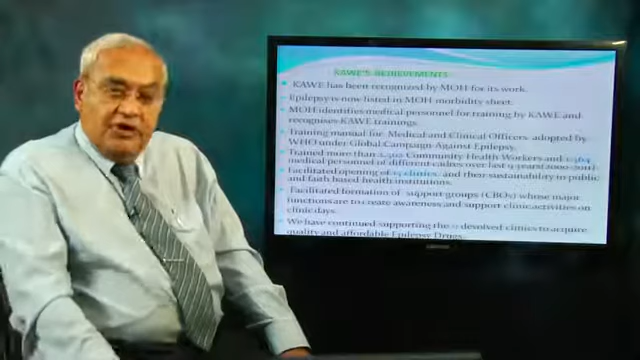 KAWE'S ACHIEVEMENTS
KAWE has been recognized by MOH for its work.
Epilepsy is now listed in MOH morbidity sheet.
MOH identifies medical personnel for training by KAWE and
recognises KAWE trainings.
Training manual for Medical and Clinical Officers adopted by
WHO under Global Campaign Against Epilepsy.
Trained more than Community Health Workers and
medical personnel of different cadres over last 9 years (2000-2011)
Facilitated opening of clinics, and their sustainability in public
and faith based health institutions.
Facilitated formation of support groups (CBOs) whose major
functions are to create awareness and support clinic activities on
clinic days.
We have continued supporting the devolved clinics to acquire
quality and affordable Epilepsy Drugs.